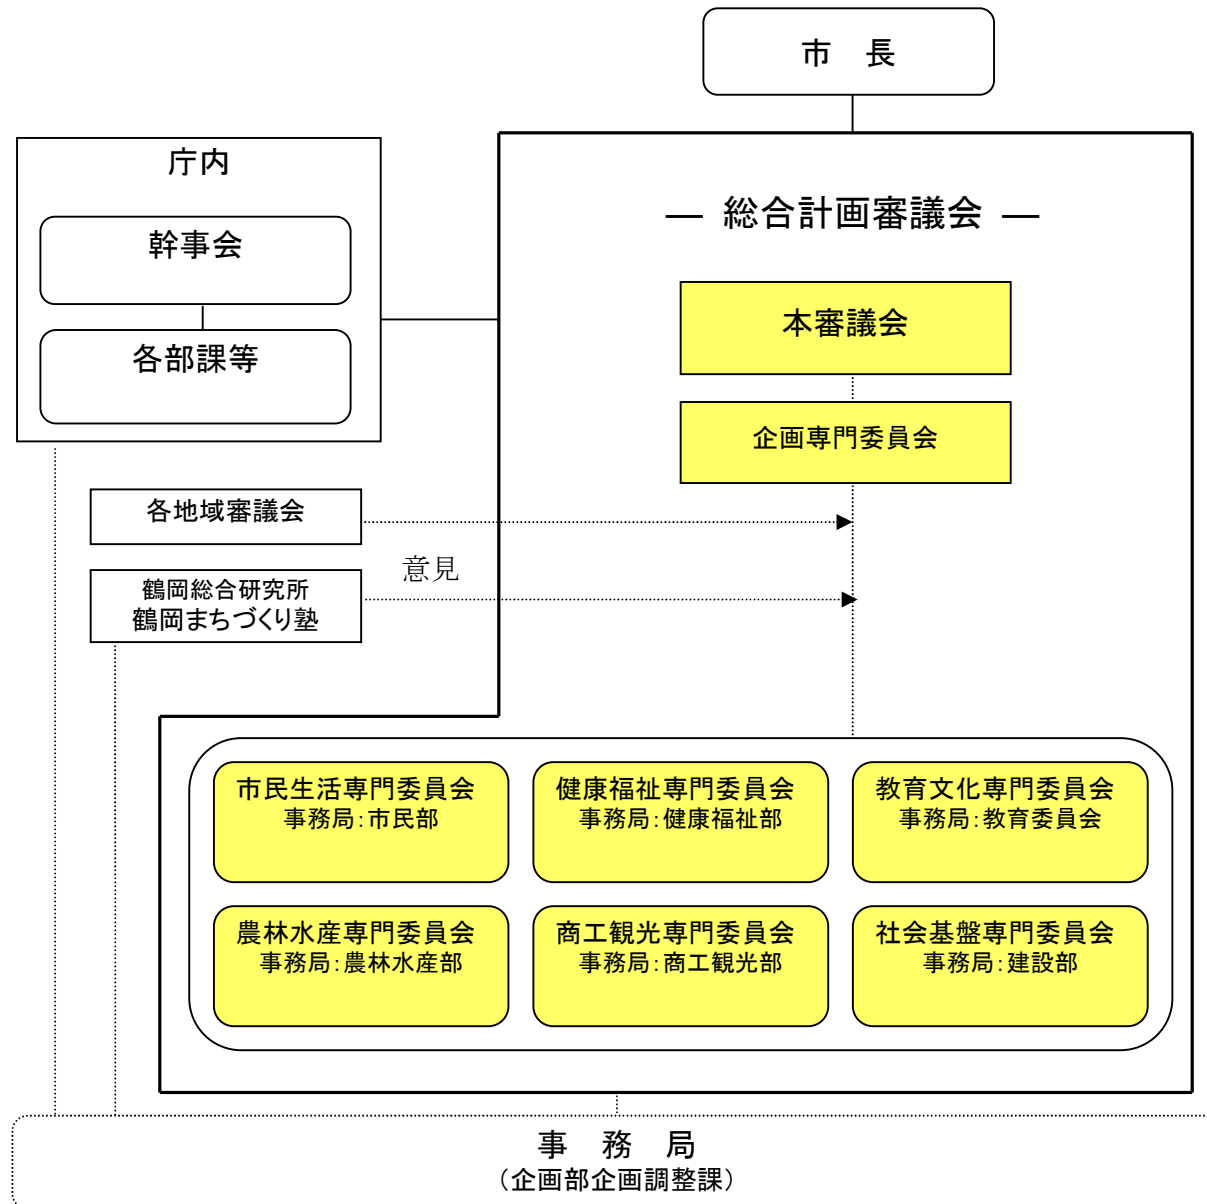 市　長
庁内
幹事会
各部課等
― 総合計画審議会 ―
本審議会
企画専門委員会
各地域審議会
意見
鶴岡総合研究所
鶴岡まちづくり塾
市民生活専門委員会
事務局：市民部
健康福祉専門委員会
事務局：健康福祉部
教育文化専門委員会
事務局：教育委員会
農林水産専門委員会
事務局：農林水産部
商工観光専門委員会
事務局：商工観光部
社会基盤専門委員会
事務局：建設部
事　務　局
（企画部企画調整課）